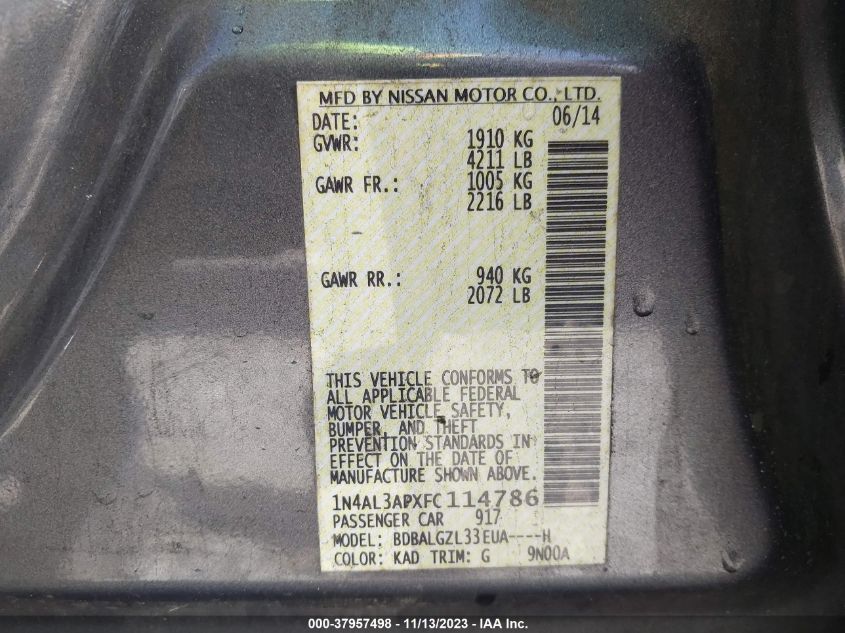 MFD BY NISSAN MOTOR CO., LTD.
DATE: 06/14
GVWR: 1910 KG
4211 LB
GAWR FR.: 1005 KG
2216 LB
GAWR RR.: 940 KG
2072 LB
THIS VEHICLE CONFORMS TO
ALL APPLICABLE FEDERAL
MOTOR VEHICLE SAFETY,
BUMPER, AND THEFT
PREVENTION STANDARDS IN
EFFECT ON THE DATE OF
MANUFACTURE SHOWN ABOVE.
1N4AL3APXFC114786
PASSENGER CAR 917
MODEL: BDBALGZL33EUA----H
COLOR: KAD TRIM: G 9N00A
000-37957498 - 11/13/2023 - IAA Inc.